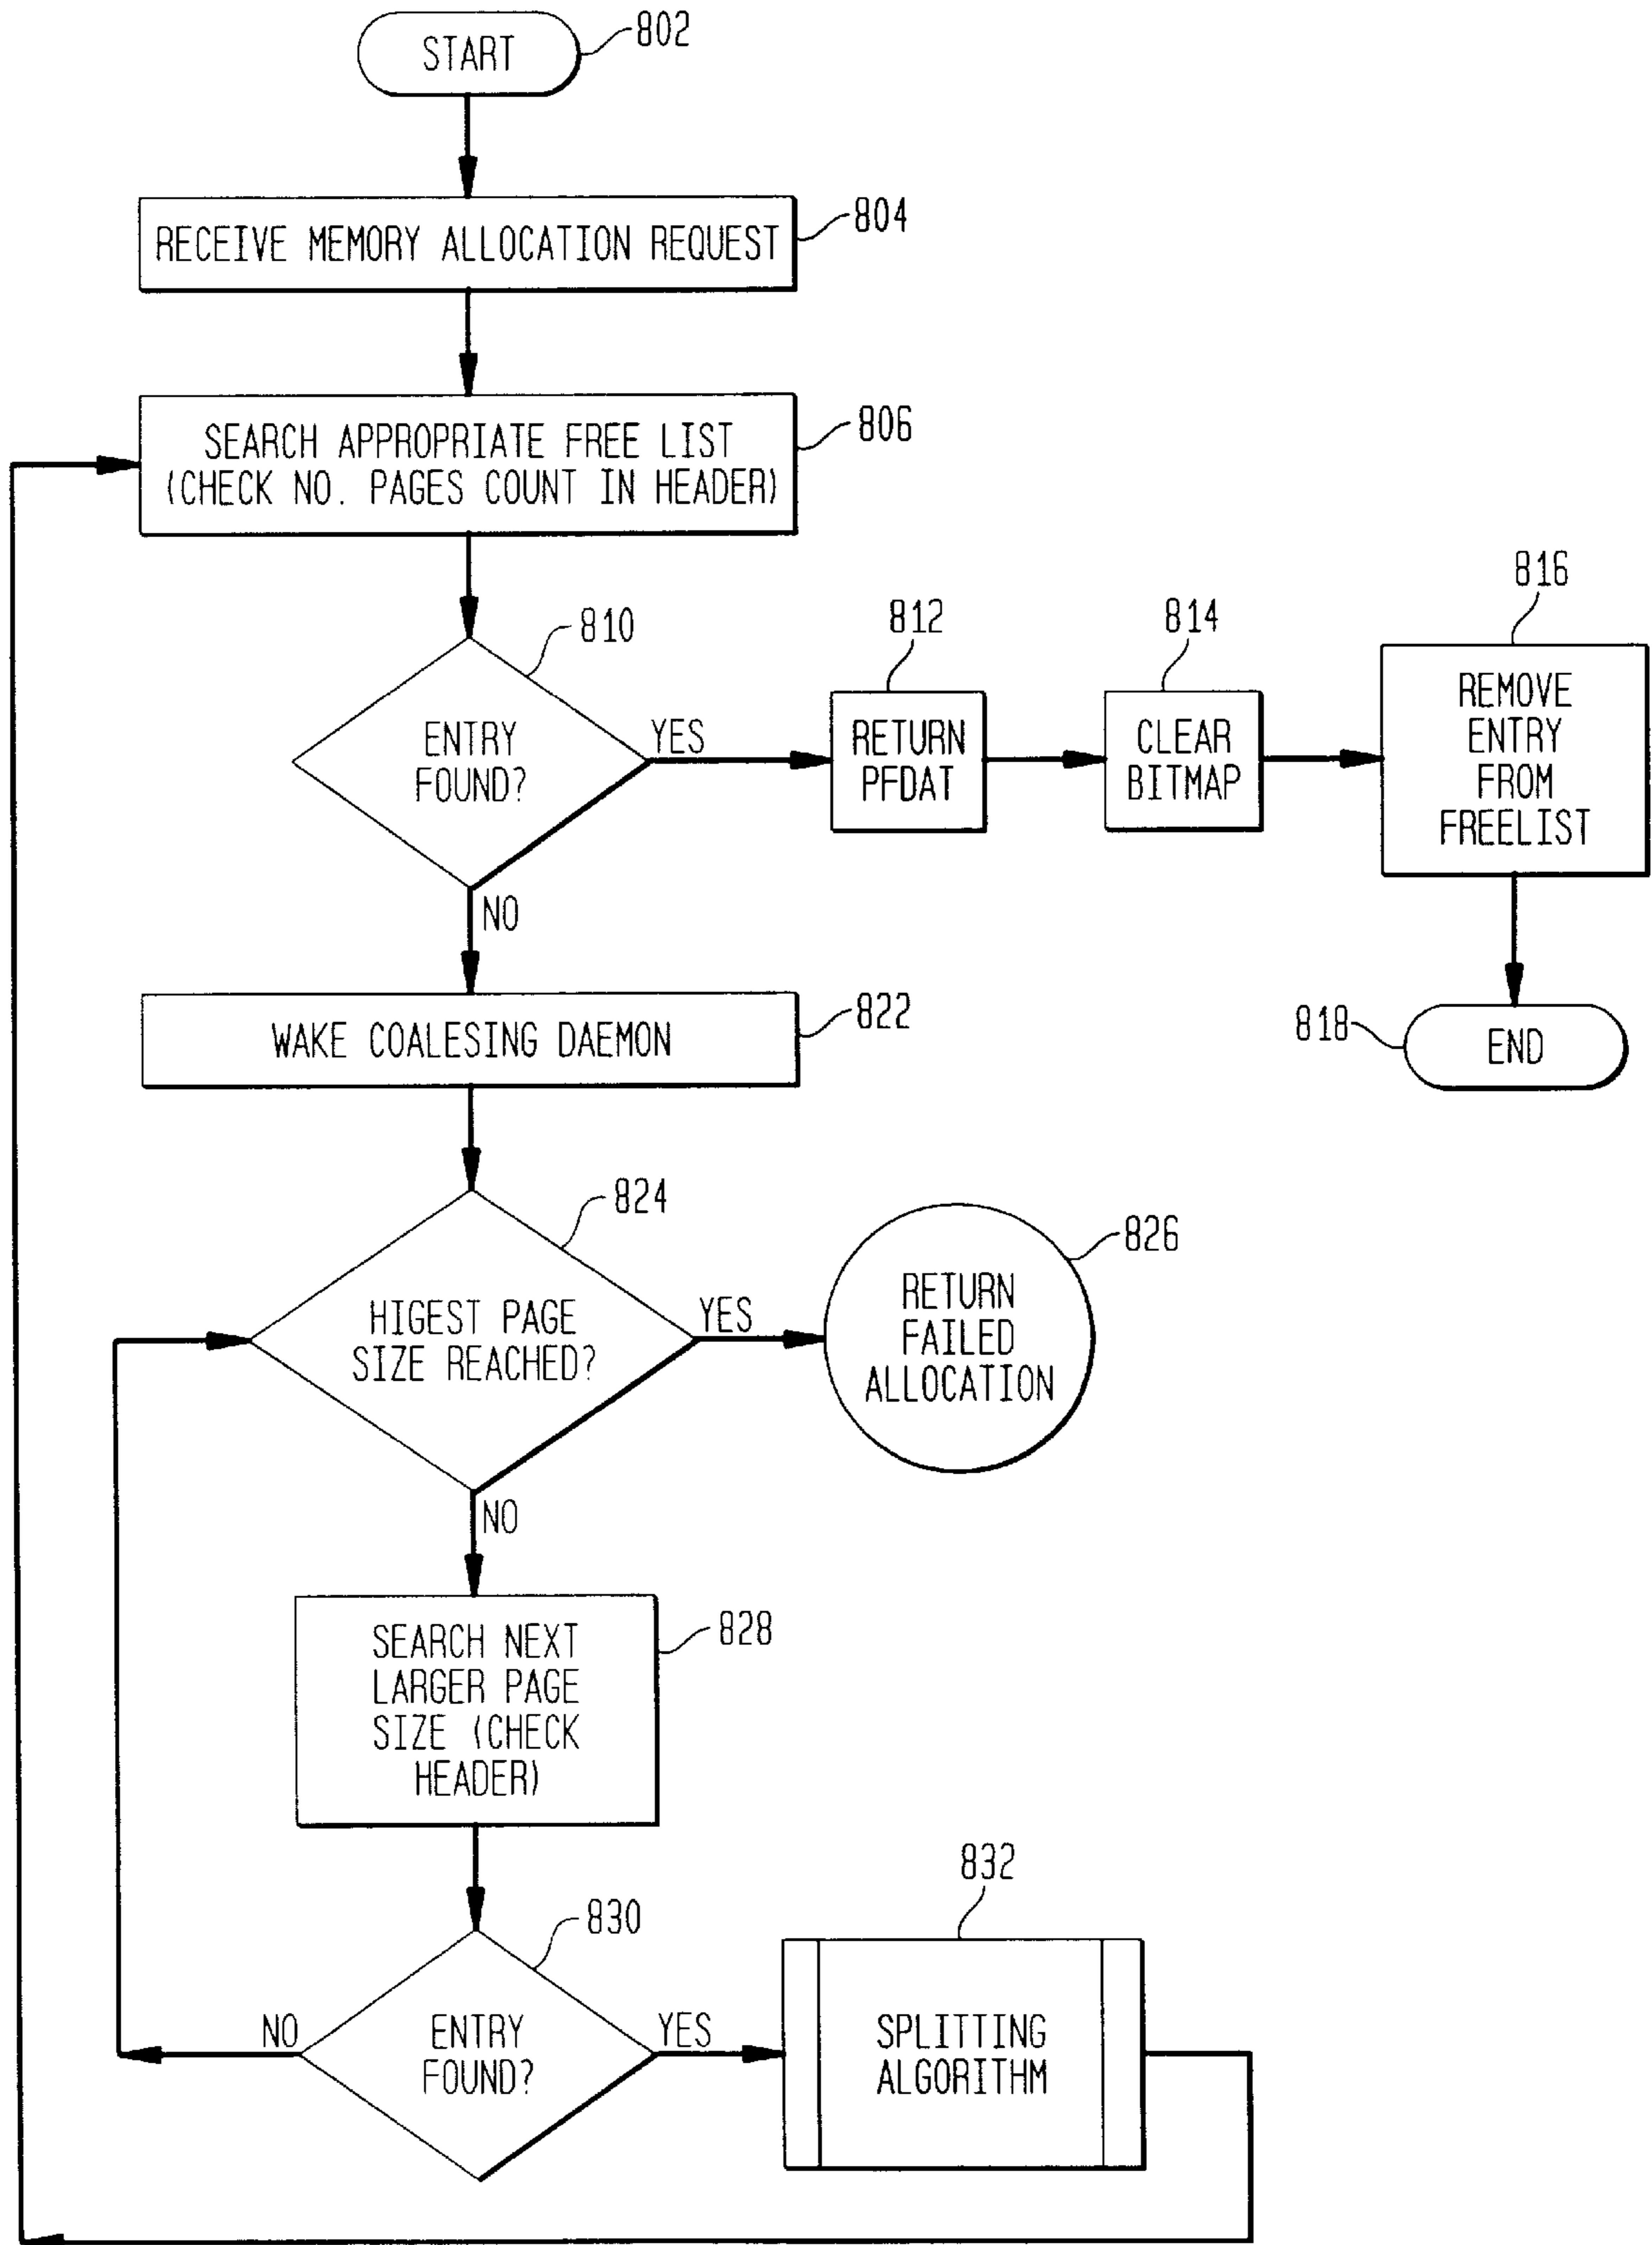 START
802
RECEIVE MEMORY ALLOCATION REQUEST
804
SEARCH APPROPRIATE FREE LIST
(CHECK NO. PAGES COUNT IN HEADER)
806
810
ENTRY
FOUND?
YES
812
RETURN
PFDAT
814
CLEAR
BITMAP
816
REMOVE
ENTRY
FROM
FREELIST
818
END
NO
WAKE COALESING DAEMON
822
824
HIGEST PAGE
SIZE REACHED?
YES
826
RETURN
FAILED
ALLOCATION
NO
SEARCH NEXT
LARGER PAGE
SIZE (CHECK
HEADER)
828
830
ENTRY
FOUND?
NO
YES
832
SPLITTING
ALGORITHM